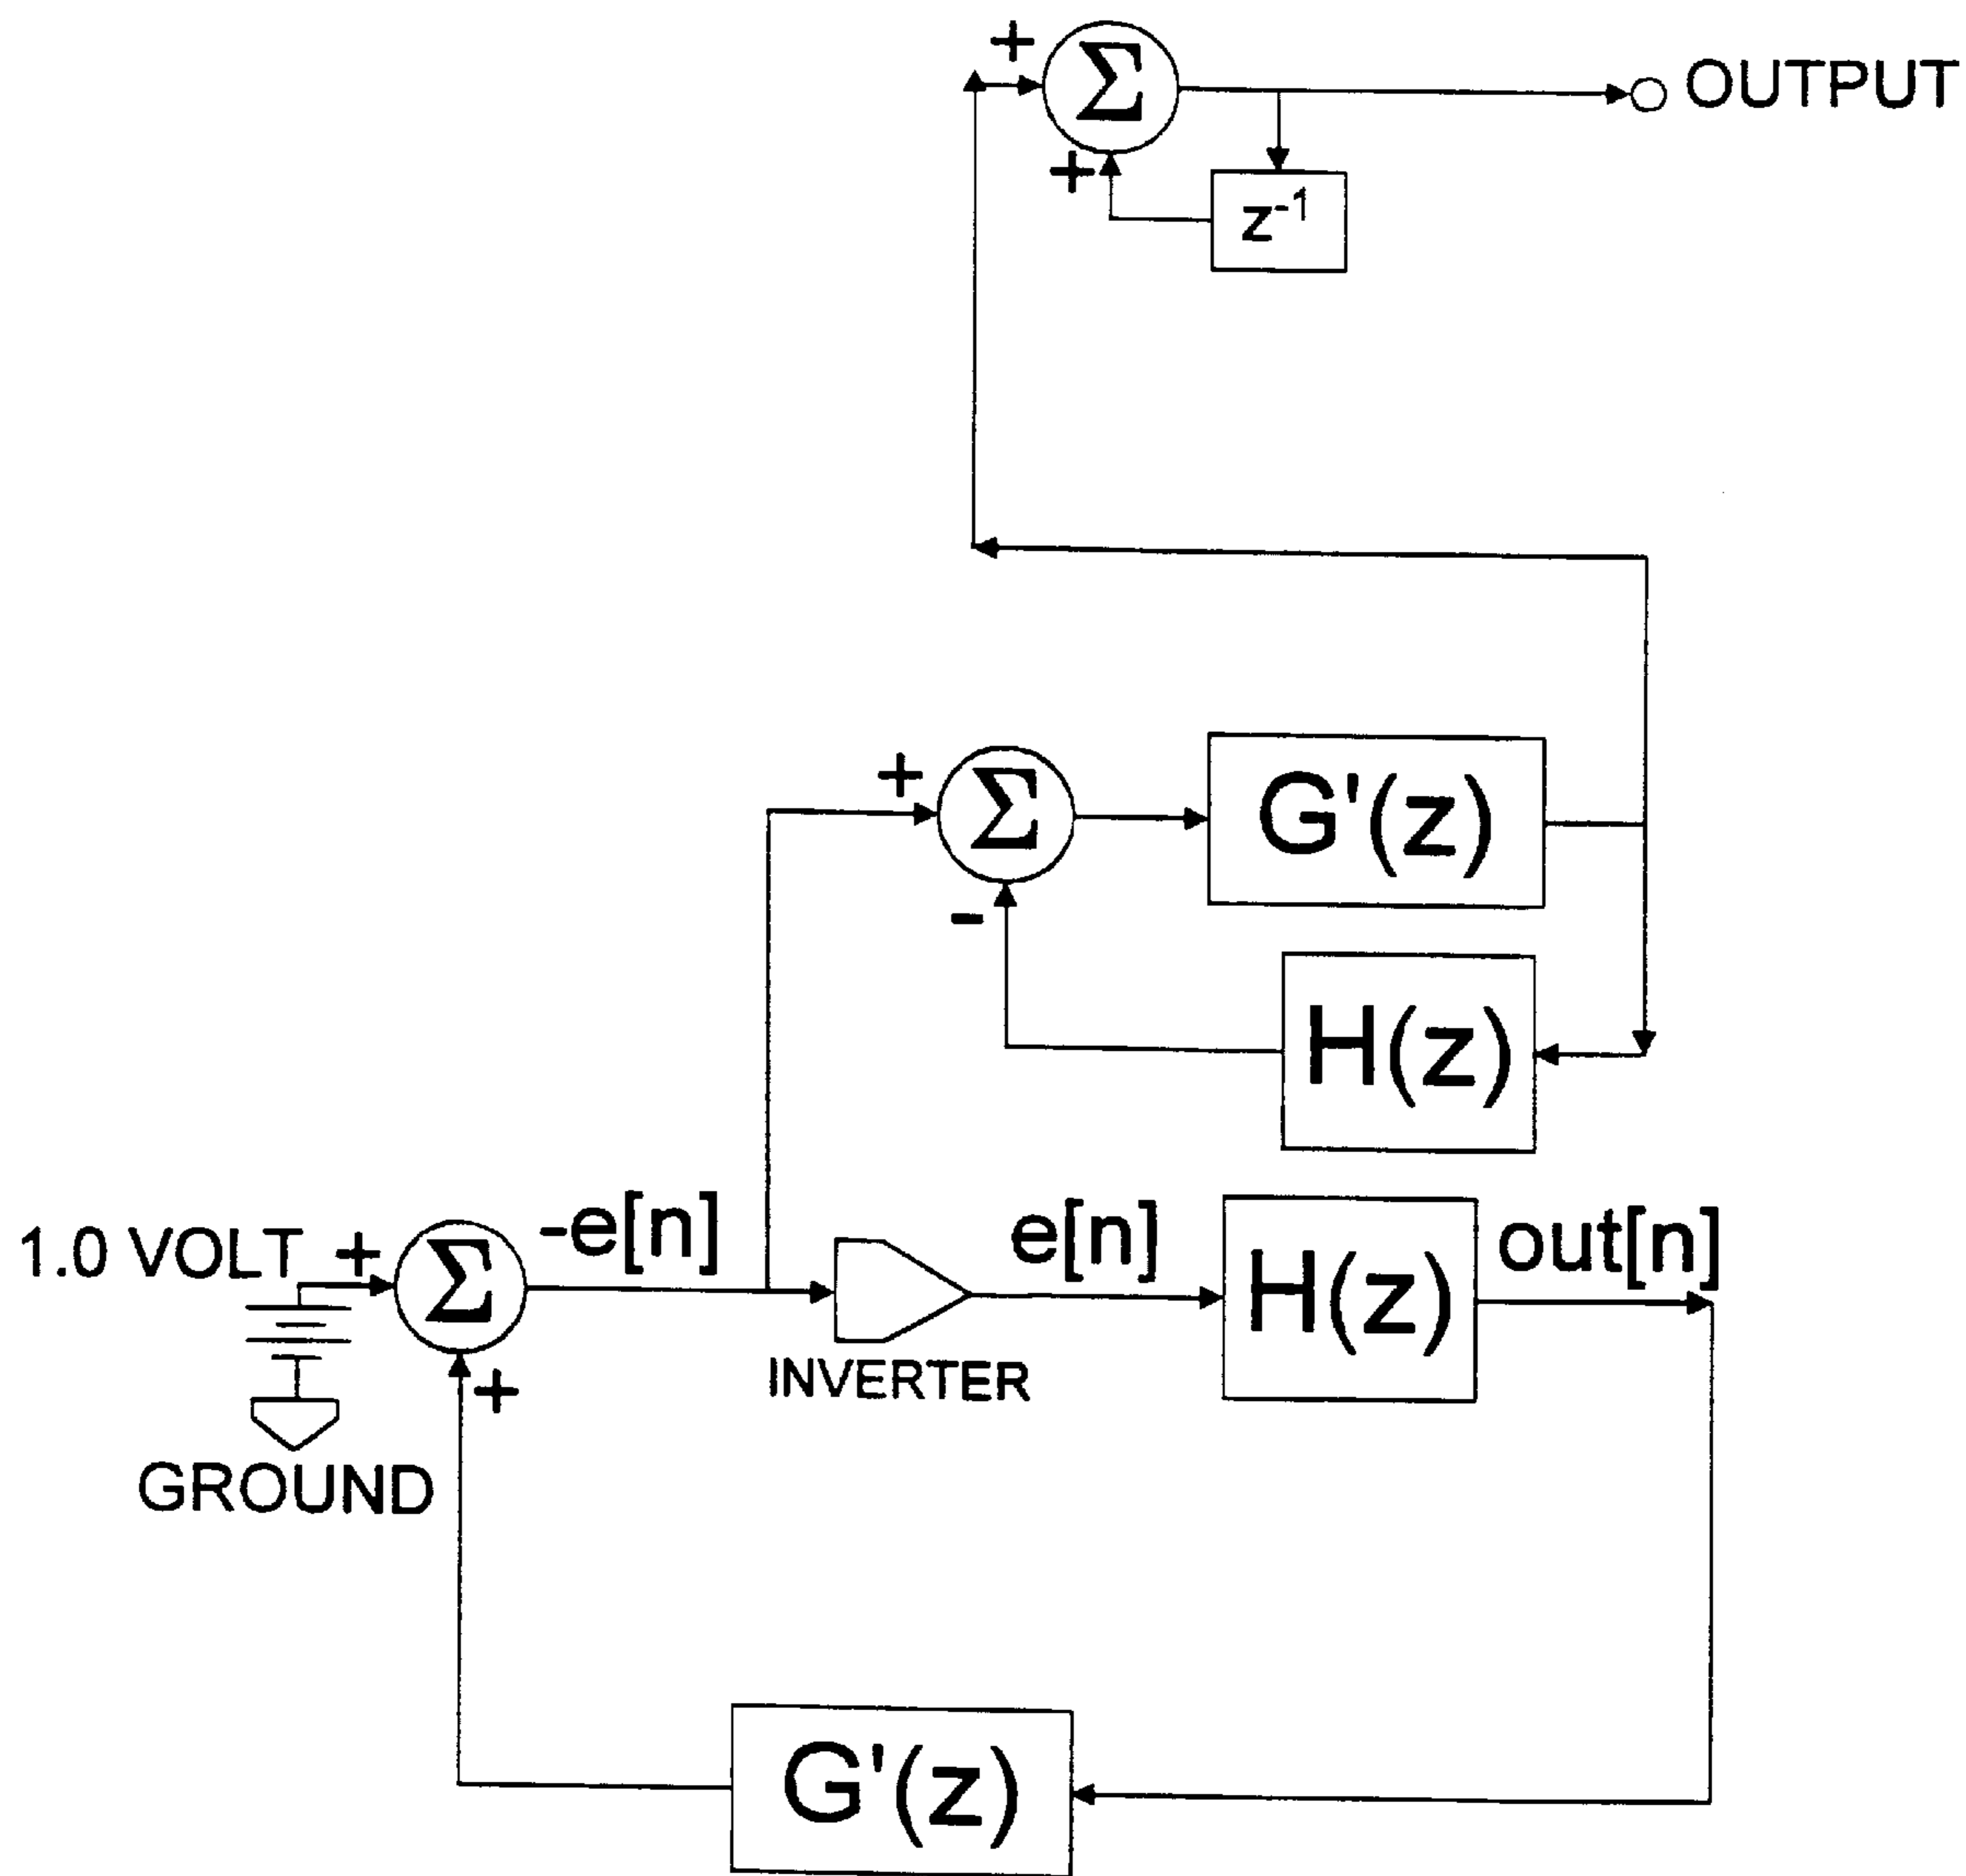 +
Σ
OUTPUT
+
z⁻¹
+
Σ
G'(z)
-
H(z)
1.0 VOLT
+
Σ
-e[n]
e[n]
H(z)
out[n]
INVERTER
+
GROUND
G'(z)